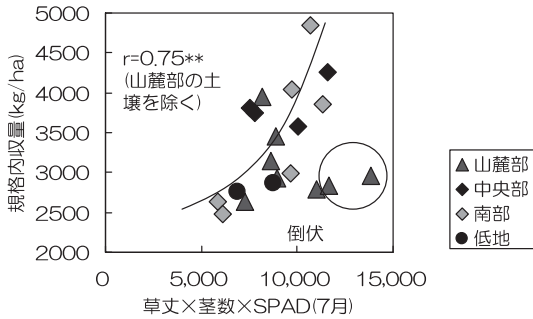 5000
4500
4000
3500
3000
2500
2000
規格内収量(kg/ha)
r=0.75**
(山麓部の土
壌を除く)
倒伏
0 5,000 10,000 15,000
草丈×茎数×SPAD(7月)
山麓部
中央部
南部
低地